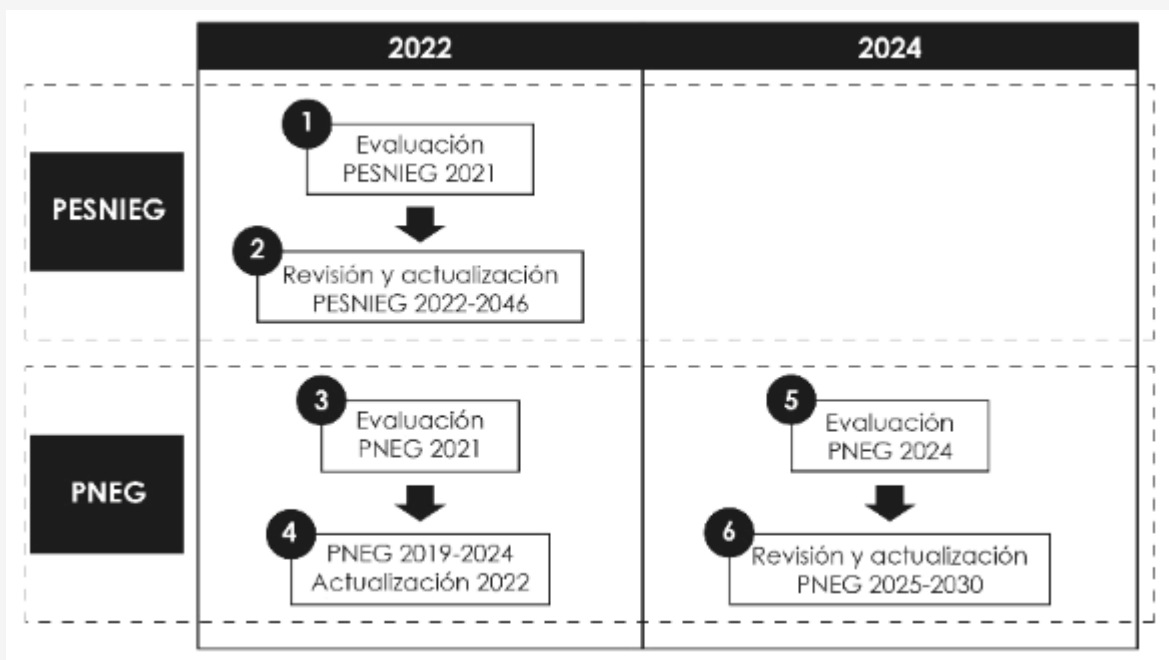 2022
2024
PESNIEG
1
Evaluación
PESNIEG 2021
2
Revisión y actualización
PESNIEG 2022-2046
PNEG
3
Evaluación
PNEG 2021
4
PNEG 2019-2024
Actualización 2022
5
Evaluación
PNEG 2024
6
Revisión y actualización
PNEG 2025-2030